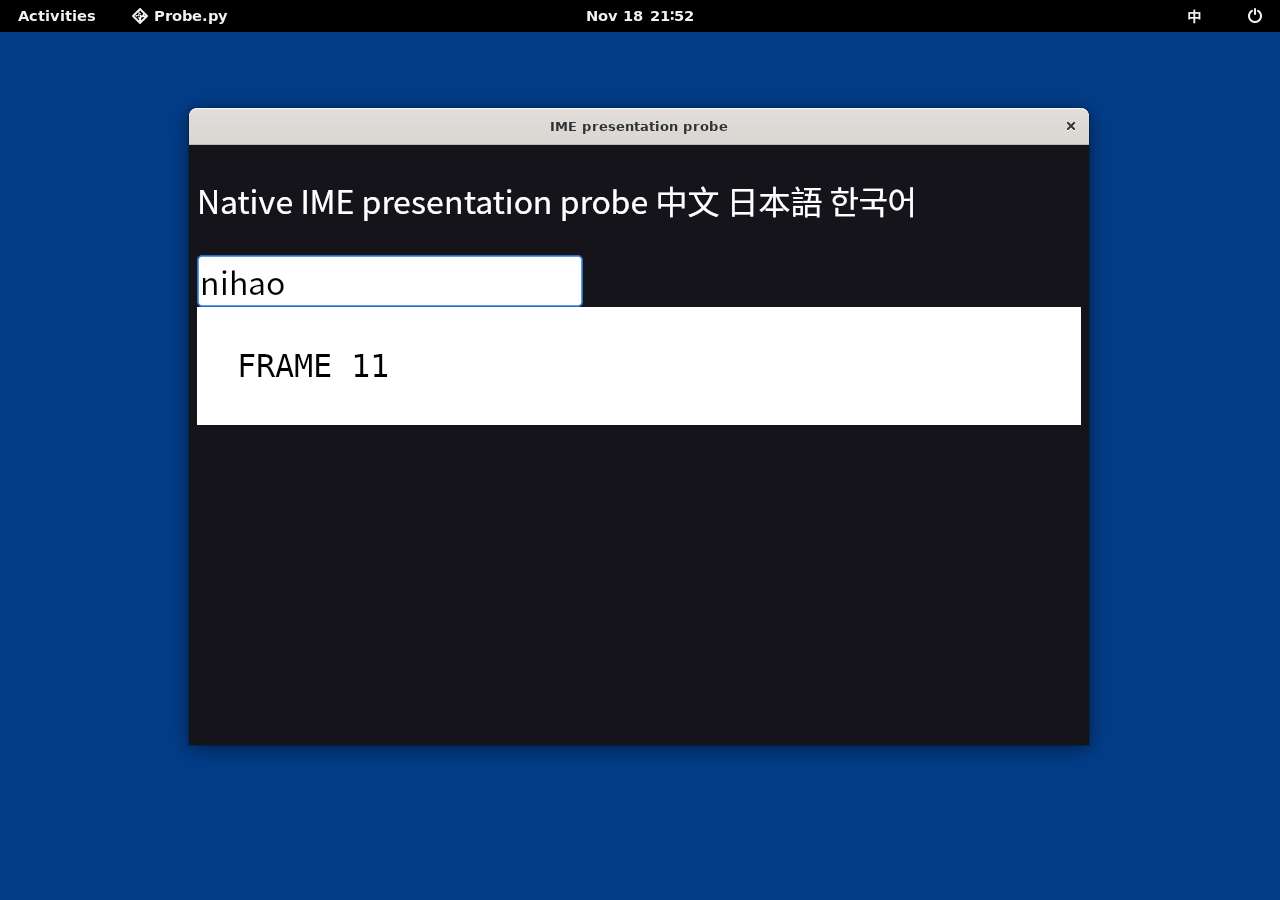 Activities Probe.py Nov 18 21:52 中
IME presentation probe ×
Native IME presentation probe 中文 日本語 한국어
nihao
FRAME 11